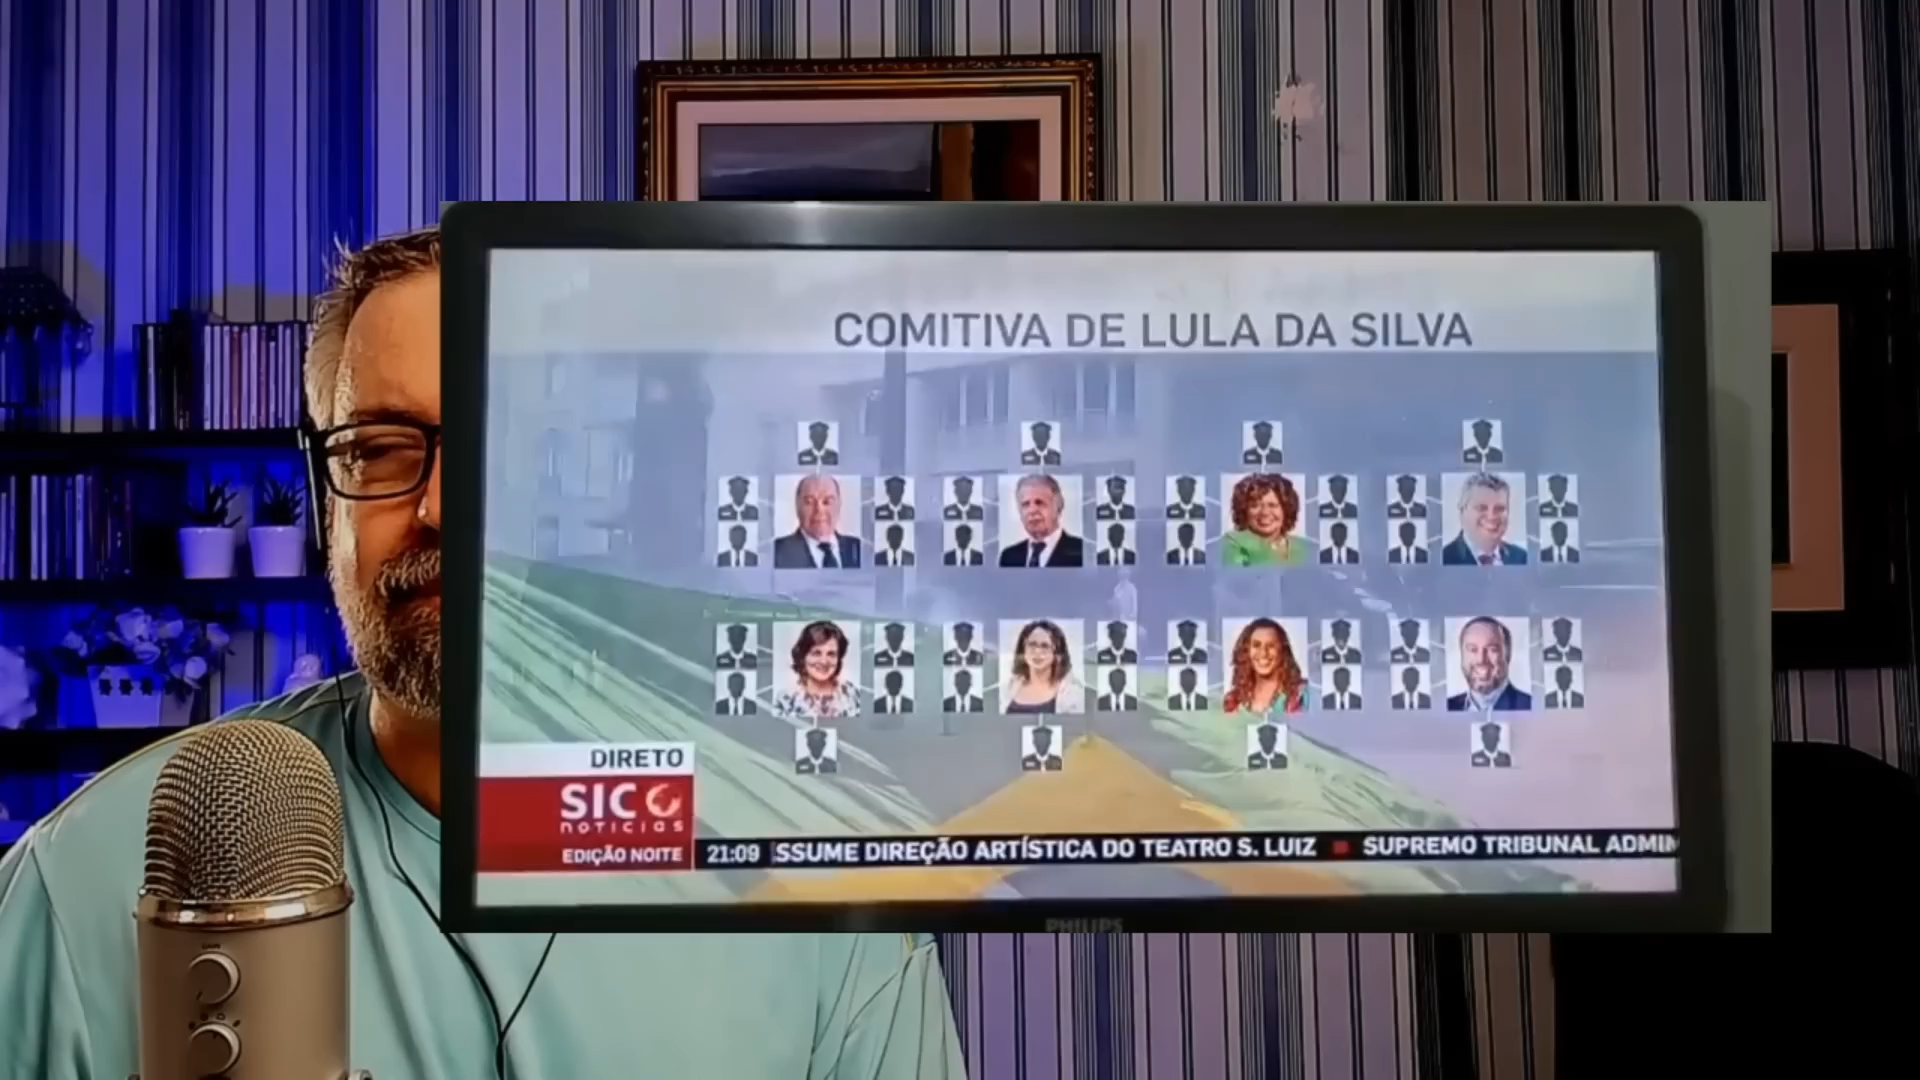 COMITIVA DE LULA DA SILVA
DIRETO
SIC
NOTICIAS
EDIÇÃO NOITE
21:09 SSUME DIREÇÃO ARTÍSTICA DO TEATRO S. LUIZ SUPREMO TRIBUNAL ADMIN
PHILIPS